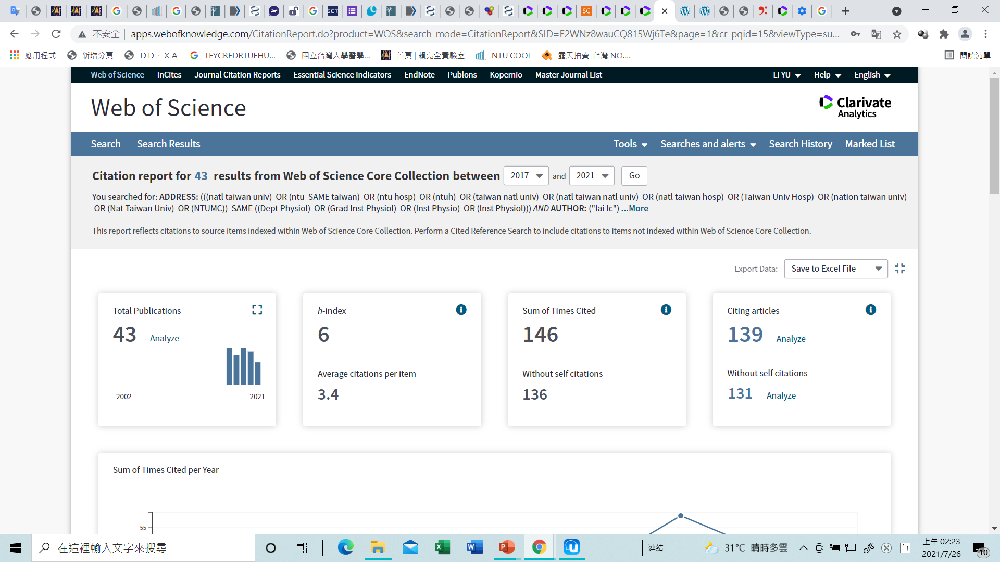 SET
SC
不安全 | apps.webofknowledge.com/CitationReport.do?product=WOS&search_mode=CitationReport&SID=F2WNz8wauCQ815Wj6Te&page=1&cr_pqid=15&viewType=su...
應用程式 新增分頁 D D、X A TEYCREDRTUEHU... 國立台灣大學醫學... 首頁 | 賴亮全實驗室 NTU COOL 露天拍賣-台灣 NO.... 閱讀清單
Web of Science InCites Journal Citation Reports Essential Science Indicators EndNote Publons Kopernio Master Journal List LI YU Help English
Web of Science
Clarivate
Analytics
Search Search Results Tools Searches and alerts Search History Marked List
Citation report for 43 results from Web of Science Core Collection between 2017 and 2021 Go
You searched for: ADDRESS: (((natl taiwan univ) OR (ntu SAME taiwan) OR (ntu hosp) OR (ntuh) OR (taiwan natl univ) OR (natl taiwan natl univ) OR (natl taiwan hosp) OR (Taiwan Univ Hosp) OR (nation taiwan univ)
OR (Nat Taiwan Univ) OR (NTUMC)) SAME ((Dept Physiol) OR (Grad Inst Physiol) OR (Inst Physio) OR (Inst Physiol))) AND AUTHOR: ("lai lc") ...More
This report reflects citations to source items indexed within Web of Science Core Collection. Perform a Cited Reference Search to include citations to items not indexed within Web of Science Core Collection.
Export Data: Save to Excel File
Total Publications
43 Analyze
2002 2021
h-index
6
Average citations per item
3.4
Sum of Times Cited
146
Without self citations
136
Citing articles
139 Analyze
Without self citations
131 Analyze
Sum of Times Cited per Year
55
在這裡輸入文字來搜尋
連結
31°C 晴時多雲
上午 02:23
2021/7/26
10